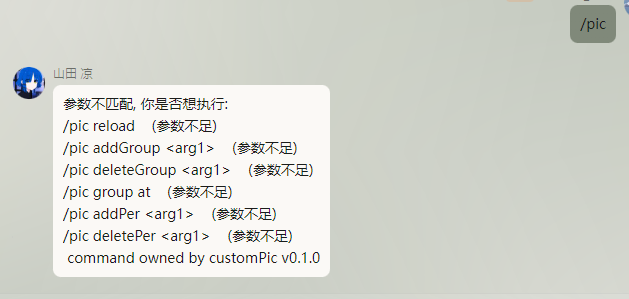 /pic
山田 凉
参数不匹配, 你是否想执行:
/pic reload    (参数不足)
/pic addGroup <arg1>    (参数不足)
/pic deleteGroup <arg1>    (参数不足)
/pic group at    (参数不足)
/pic addPer <arg1>    (参数不足)
/pic deletePer <arg1>    (参数不足)
command owned by customPic v0.1.0